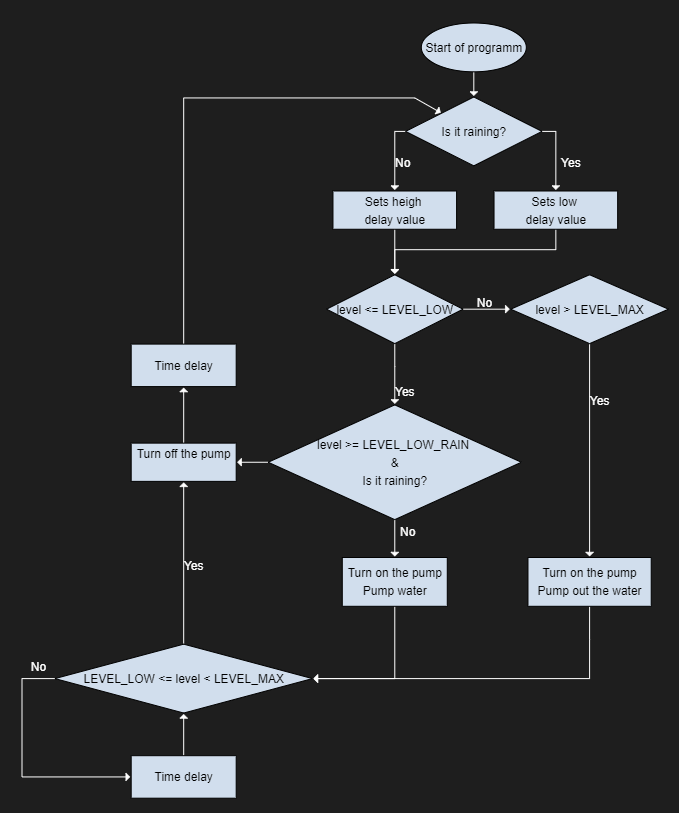 Start of programm
Is it raining?
No
Yes
Sets heigh
delay value
Sets low
delay value
level <= LEVEL_LOW
No
level > LEVEL_MAX
Time delay
Yes
Yes
Turn off the pump
level >= LEVEL_LOW_RAIN
&
Is it raining?
No
Yes
Turn on the pump
Pump water
Turn on the pump
Pump out the water
No
LEVEL_LOW <= level < LEVEL_MAX
Time delay